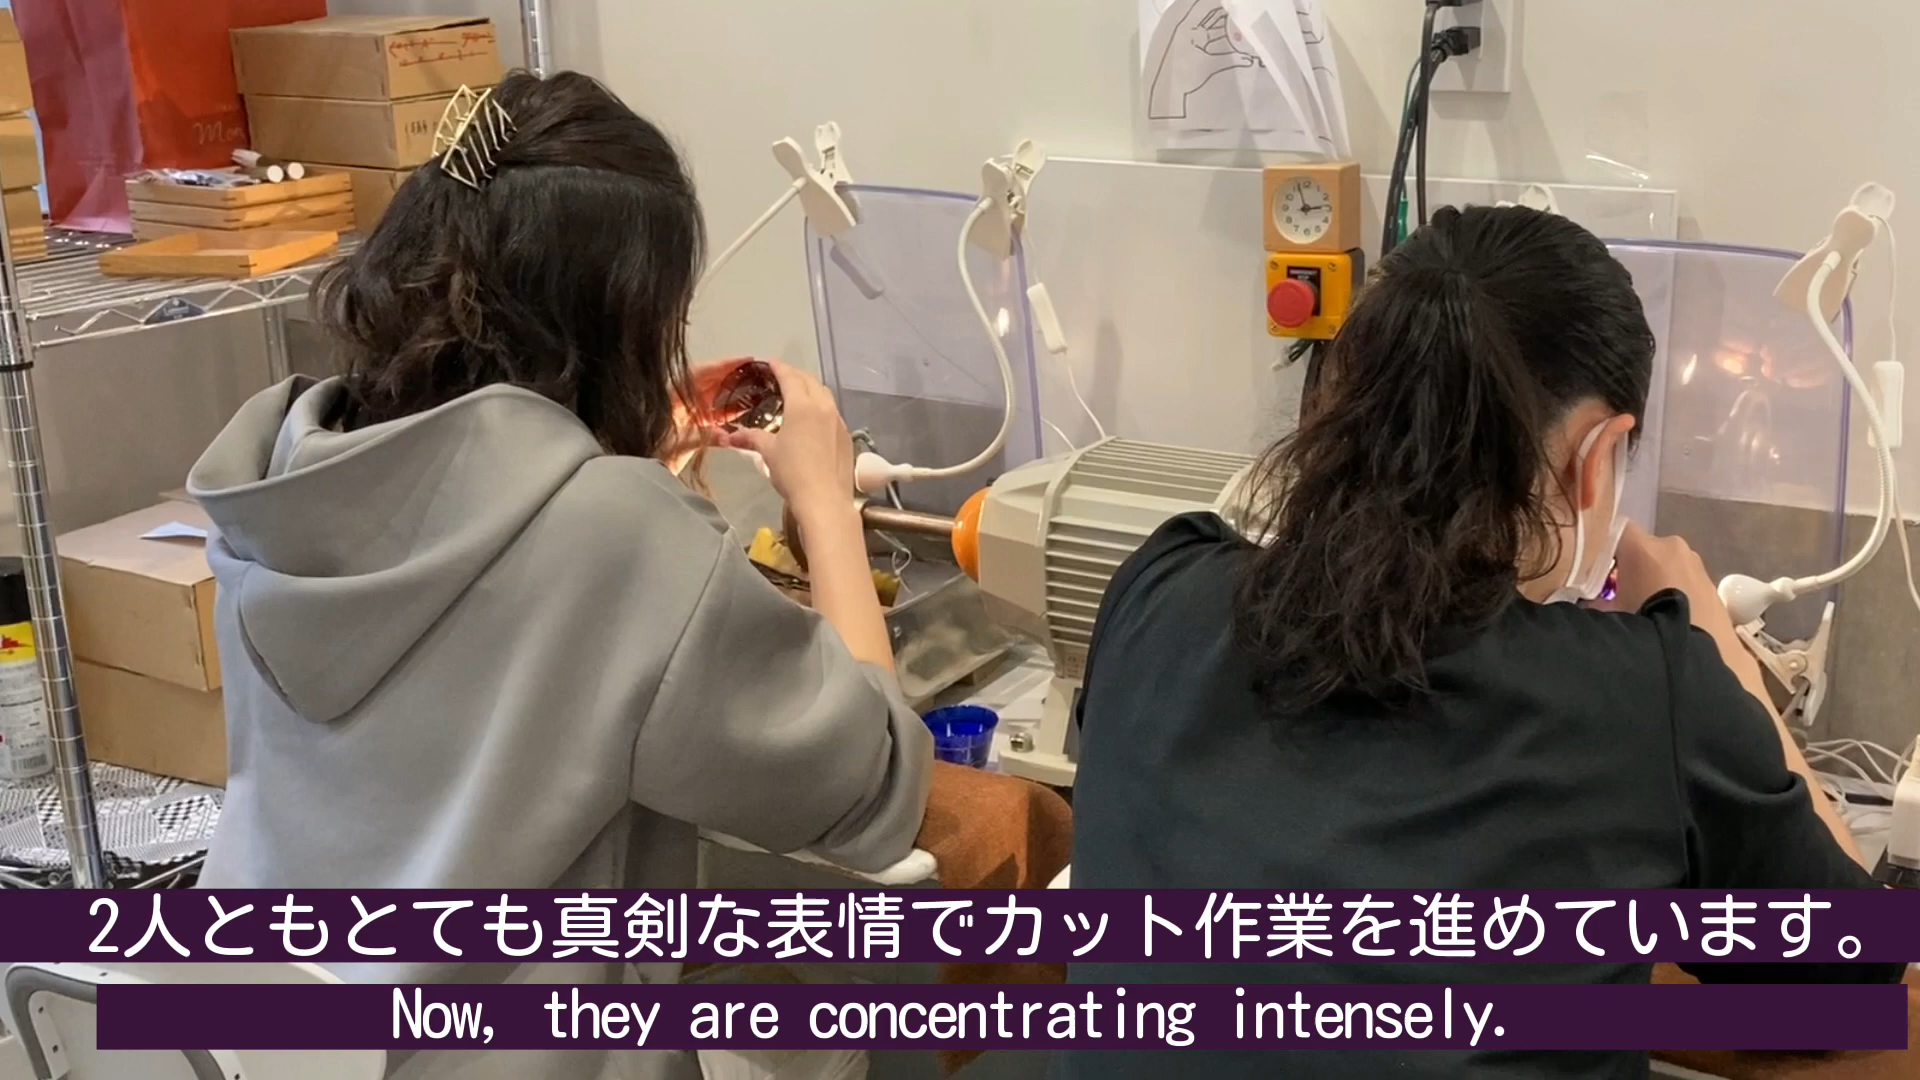 Mon
2人ともとても真剣な表情でカット作業を進めています。
Now, they are concentrating intensely.